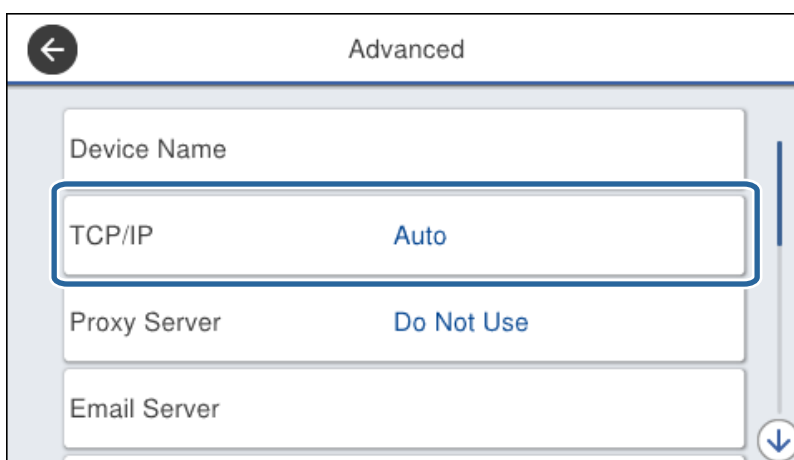 Advanced
Device Name
TCP/IP Auto
Proxy Server Do Not Use
Email Server